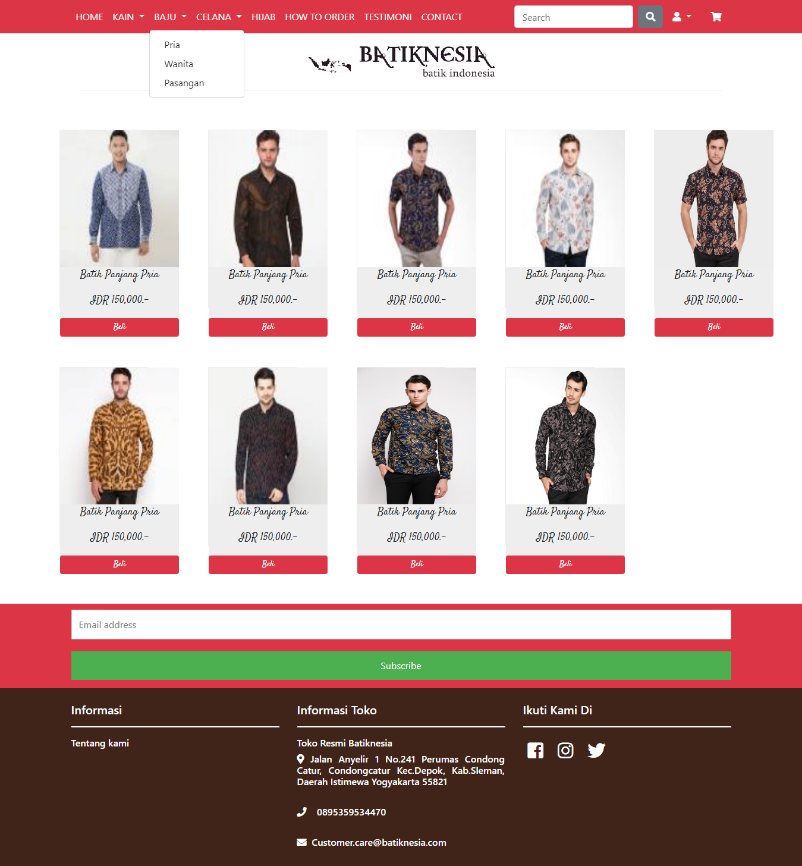 HOME KAIN BAJU CELANA HIJAB HOW TO ORDER TESTIMONI CONTACT Search
Pria
Wanita
Pasangan
BATIKNESIA
batik indonesia
Batik Panjang Pria Batik Panjang Pria Batik Panjang Pria Batik Panjang Pria Batik Panjang Pria
IDR 150,000.- IDR 150,000.- IDR 150,000.- IDR 150,000.- IDR 150,000.-
Beli Beli Beli Beli Beli
Batik Panjang Pria Batik Panjang Pria Batik Panjang Pria Batik Panjang Pria
IDR 150,000.- IDR 150,000.- IDR 150,000.- IDR 150,000.-
Beli Beli Beli Beli
Email address
Subscribe
Informasi
Tentang kami
Informasi Toko
Toko Resmi Batiknesia
Jalan Anyelir 1 No.241 Perumas Condong
Catur, Condongcatur Kec.Depok, Kab.Sleman,
Daerah Istimewa Yogyakarta 55821
0895359534470
Customer.care@batiknesia.com
Ikuti Kami Di